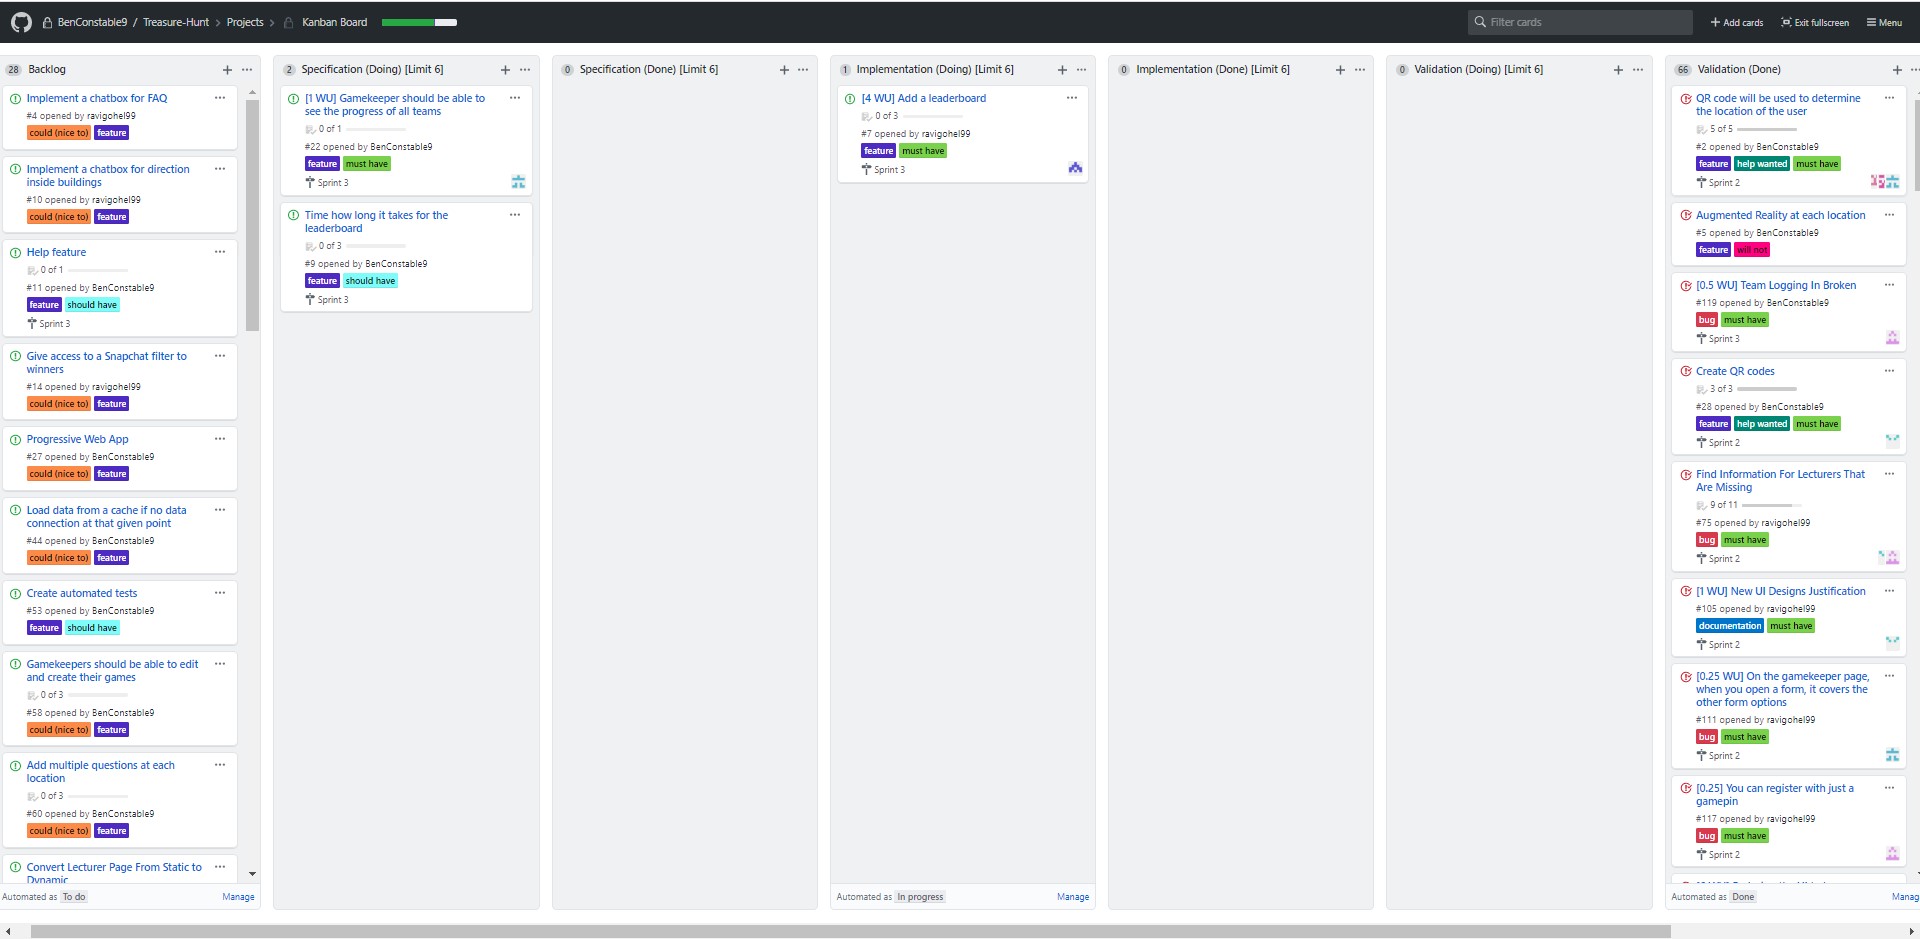 BenConstable9 / Treasure-Hunt > Projects > Kanban Board
Filter cards
+ Add cards
Exit fullscreen
Menu
28 Backlog
Implement a chatbox for FAQ
#4 opened by ravigohel99
could (nice to) feature
Implement a chatbox for direction
inside buildings
#10 opened by ravigohel99
could (nice to) feature
Help feature
0 of 1
#11 opened by BenConstable9
feature should have
Sprint 3
Give access to a Snapchat filter to
winners
#14 opened by ravigohel99
could (nice to) feature
Progressive Web App
#27 opened by BenConstable9
could (nice to) feature
Load data from a cache if no data
connection at that given point
#44 opened by BenConstable9
could (nice to) feature
Create automated tests
#53 opened by BenConstable9
feature should have
Gamekeepers should be able to edit
and create their games
0 of 3
#58 opened by BenConstable9
could (nice to) feature
Add multiple questions at each
location
0 of 3
#60 opened by BenConstable9
could (nice to) feature
Convert Lecturer Page From Static to
Dynamic
Automated as To do
Manage
2 Specification (Doing) [Limit 6]
[1 WU] Gamekeeper should be able to
see the progress of all teams
0 of 1
#22 opened by BenConstable9
feature must have
Sprint 3
Time how long it takes for the
leaderboard
0 of 3
#9 opened by BenConstable9
feature should have
Sprint 3
0 Specification (Done) [Limit 6]
1 Implementation (Doing) [Limit 6]
[4 WU] Add a leaderboard
0 of 3
#7 opened by ravigohel99
feature must have
Sprint 3
Automated as In progress
Manage
0 Implementation (Done) [Limit 6]
0 Validation (Doing) [Limit 6]
66 Validation (Done)
QR code will be used to determine
the location of the user
5 of 5
#2 opened by BenConstable9
feature help wanted must have
Sprint 2
Augmented Reality at each location
#5 opened by BenConstable9
feature will not
[0.5 WU] Team Logging In Broken
#119 opened by BenConstable9
bug must have
Sprint 3
Create QR codes
3 of 3
#28 opened by BenConstable9
feature help wanted must have
Sprint 2
Find Information For Lecturers That
Are Missing
9 of 11
#75 opened by ravigohel99
bug must have
Sprint 2
[1 WU] New UI Designs Justification
#105 opened by ravigohel99
documentation must have
Sprint 2
[0.25 WU] On the gamekeeper page,
when you open a form, it covers the
other form options
#111 opened by ravigohel99
bug must have
Sprint 2
[0.25] You can register with just a
gamepin
#117 opened by ravigohel99
bug must have
Sprint 2
Automated as Done
Manag